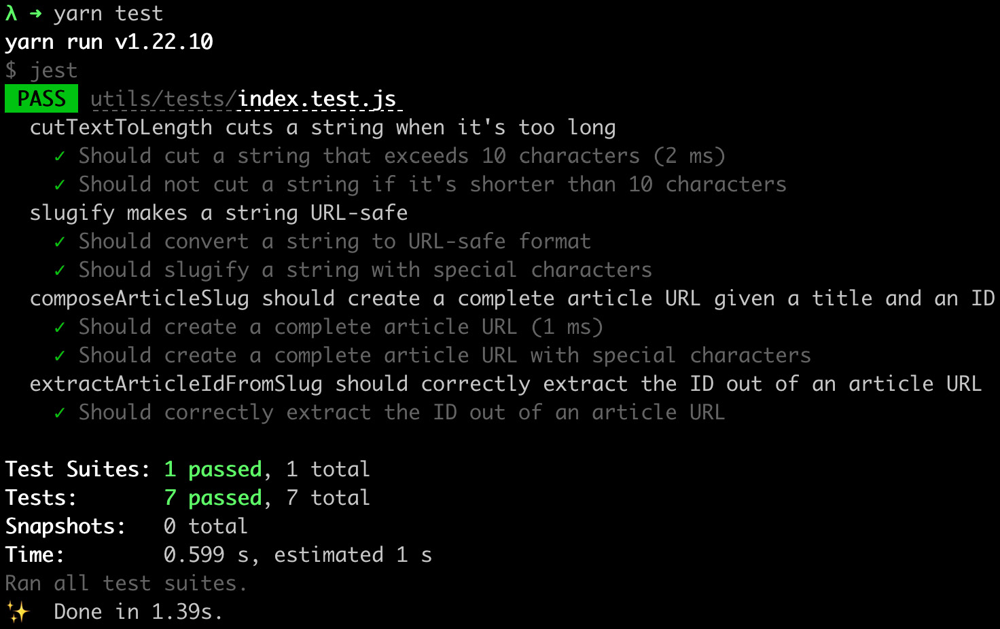 λ ➜ yarn test
yarn run v1.22.10
$ jest
PASS utils/tests/index.test.js
cutTextToLength cuts a string when it's too long
✓ Should cut a string that exceeds 10 characters (2 ms)
✓ Should not cut a string if it's shorter than 10 characters
slugify makes a string URL-safe
✓ Should convert a string to URL-safe format
✓ Should slugify a string with special characters
composeArticleSlug should create a complete article URL given a title and an ID
✓ Should create a complete article URL (1 ms)
✓ Should create a complete article URL with special characters
extractArticleIdFromSlug should correctly extract the ID out of an article URL
✓ Should correctly extract the ID out of an article URL
Test Suites: 1 passed, 1 total
Tests: 7 passed, 7 total
Snapshots: 0 total
Time: 0.599 s, estimated 1 s
Ran all test suites.
✨ Done in 1.39s.